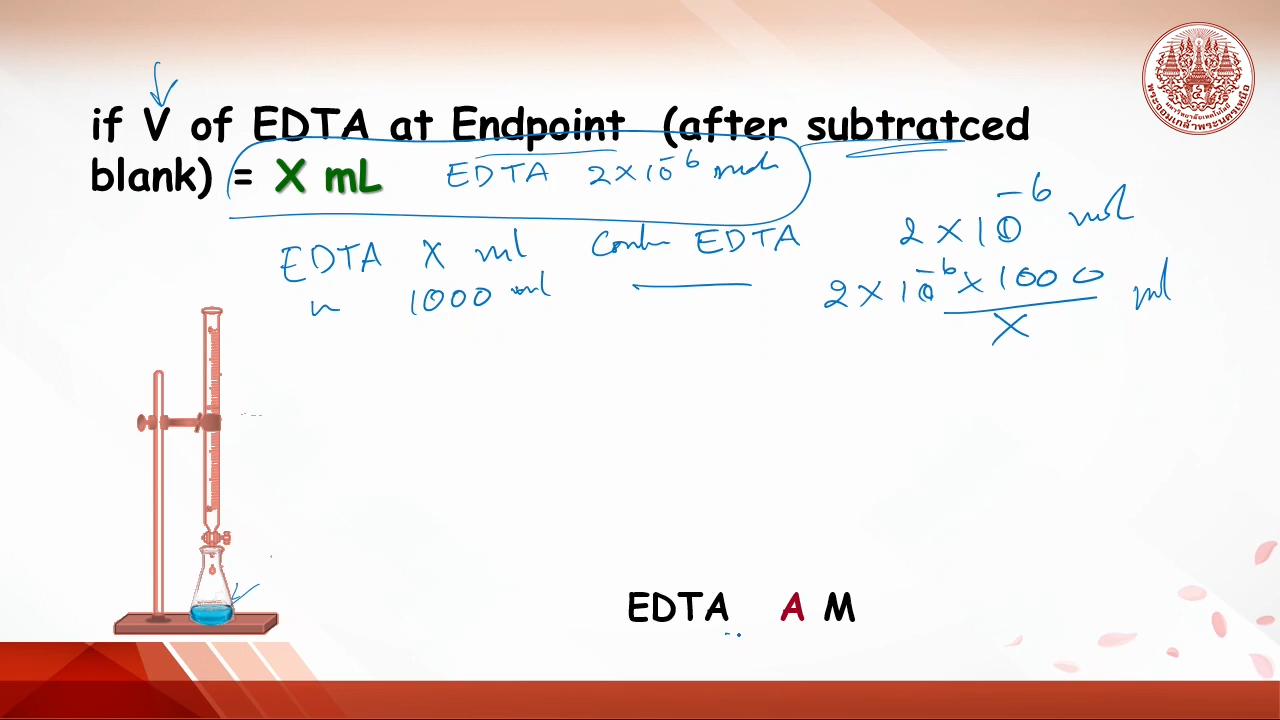 if V of EDTA at Endpoint (after subtratced
blank) = X mL
EDTA 2×10⁻⁶ mol
EDTA X ml EDTA 2×10⁻⁶ mol
1000 ml 2×10⁻⁶×1000 ml
X
EDTA A M